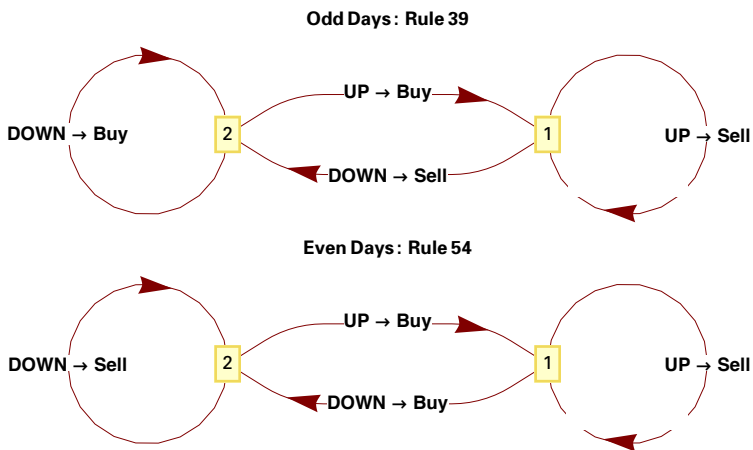 Odd Days: Rule 39
UP → Buy
DOWN → Buy
2
1
UP → Sell
DOWN → Sell
Even Days: Rule 54
UP → Buy
DOWN → Sell
2
1
UP → Sell
DOWN → Buy